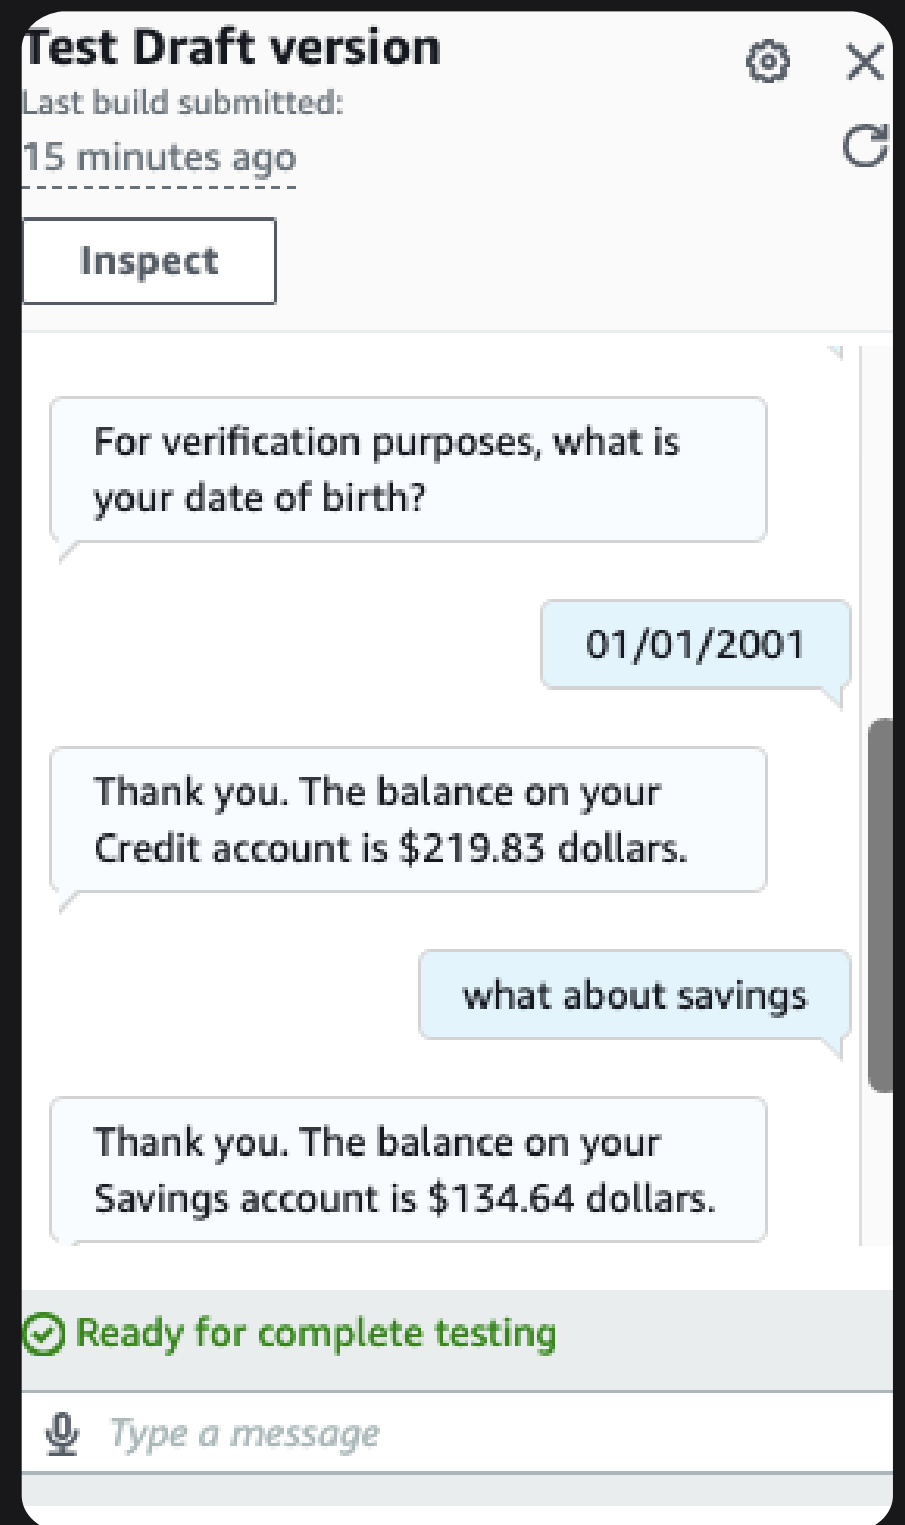 Test Draft version
Last build submitted:
15 minutes ago
Inspect
For verification purposes, what is
your date of birth?
01/01/2001
Thank you. The balance on your
Credit account is $219.83 dollars.
what about savings
Thank you. The balance on your
Savings account is $134.64 dollars.
Ready for complete testing
Type a message